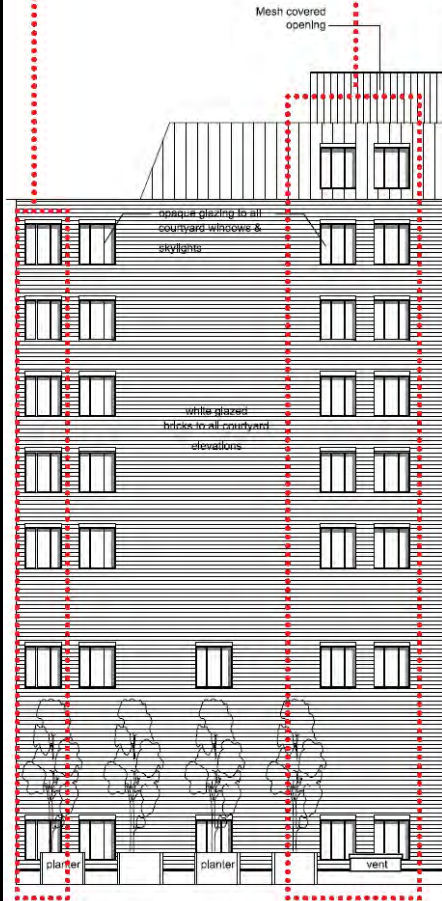 Mesh covered
opening
opaque glazing to all
courtyard windows &
skylights
white glazed
bricks to all courtyard
elevations
planter
planter
vent